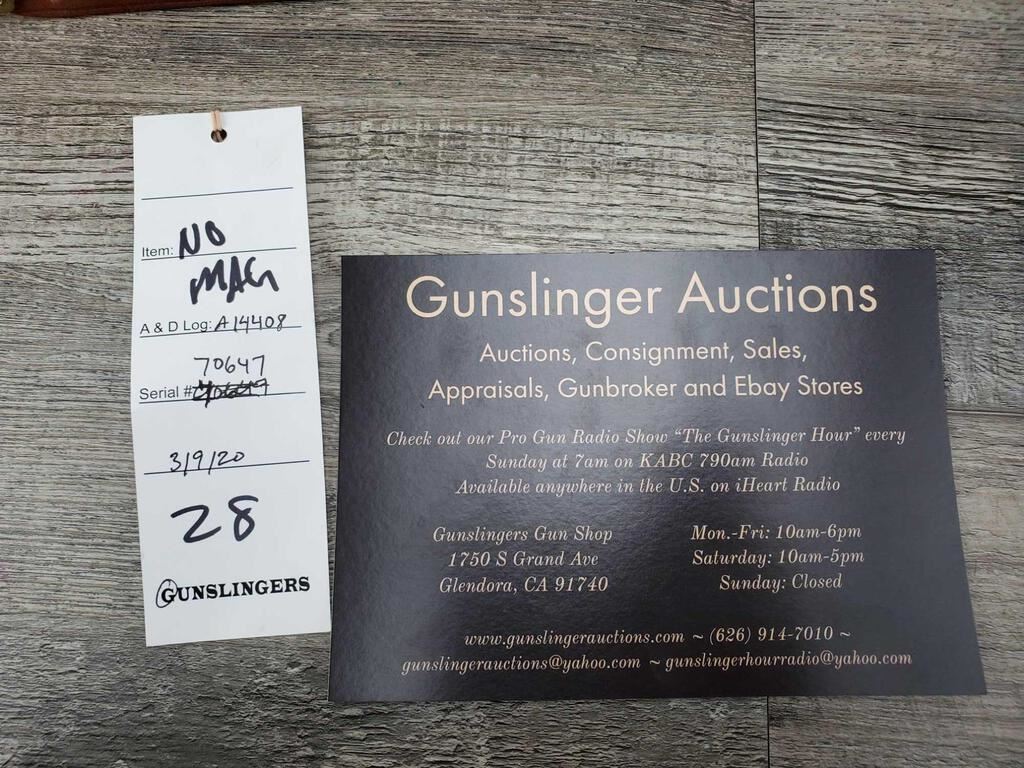 Item: NO
MAG
A & D Log: A14408
70647
Serial #
3/9/20
28
GUNSLINGERS
Gunslinger Auctions
Auctions, Consignment, Sales,
Appraisals, Gunbroker and Ebay Stores
Check out our Pro Gun Radio Show "The Gunslinger Hour" every
Sunday at 7am on KABC 790am Radio
Available anywhere in the U.S. on iHeart Radio
Gunslingers Gun Shop
1750 S Grand Ave
Glendora, CA 91740
Mon.-Fri: 10am-6pm
Saturday: 10am-5pm
Sunday: Closed
www.gunslingerauctions.com ~ (626) 914-7010 ~
gunslingerauctions@yahoo.com ~ gunslingerhourradio@yahoo.com